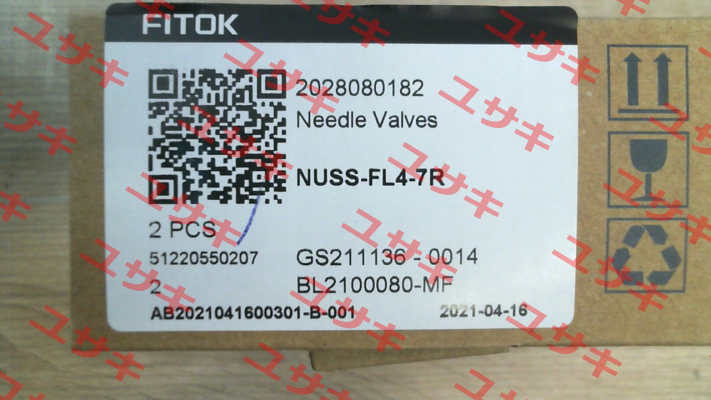 FITOK
2028080182
Needle Valves
NUSS-FL4-7R
2 PCS
51220550207
GS211136 - 0014
2
BL2100080-MF
AB2021041600301-B-001
2021-04-16
ユサキ